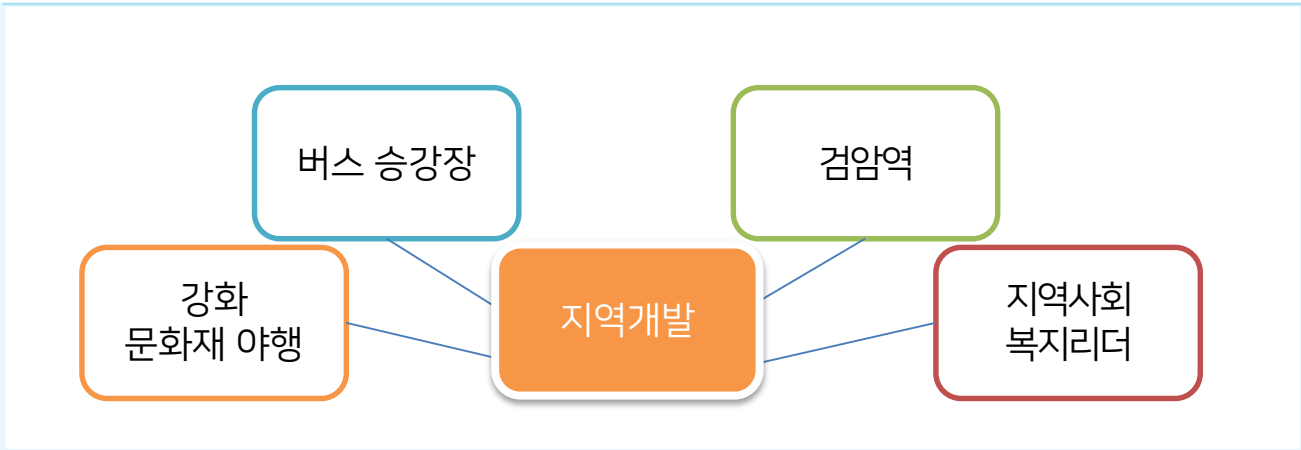 버스 승강장
검암역
강화
문화재 야행
지역개발
지역사회
복지리더